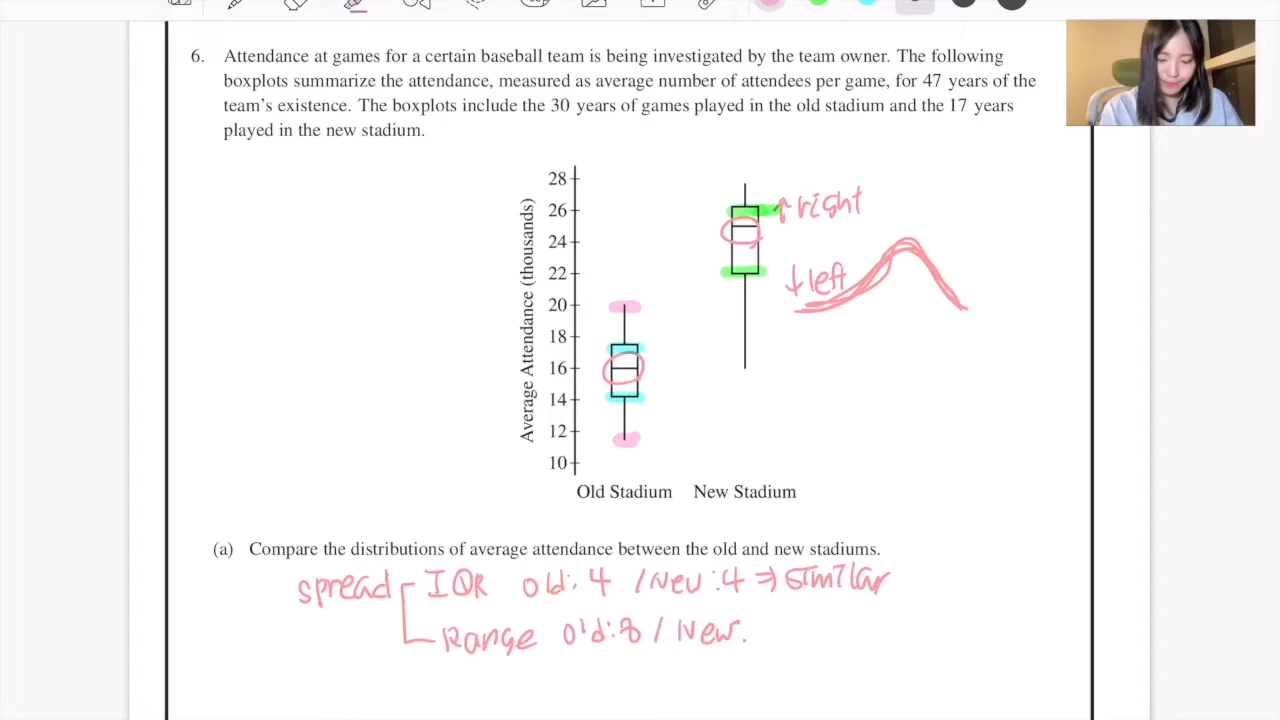 6. Attendance at games for a certain baseball team is being investigated by the team owner. The following
boxplots summarize the attendance, measured as average number of attendees per game, for 47 years of the
team's existence. The boxplots include the 30 years of games played in the old stadium and the 17 years
played in the new stadium.
Average Attendance (thousands)
28
26
24
22
20
18
16
14
12
10
↑ right
↓ left
Old Stadium New Stadium
(a) Compare the distributions of average attendance between the old and new stadiums.
spread IQR old: 4 / New: 4 ⇒ similar
Range old: 8 / New.